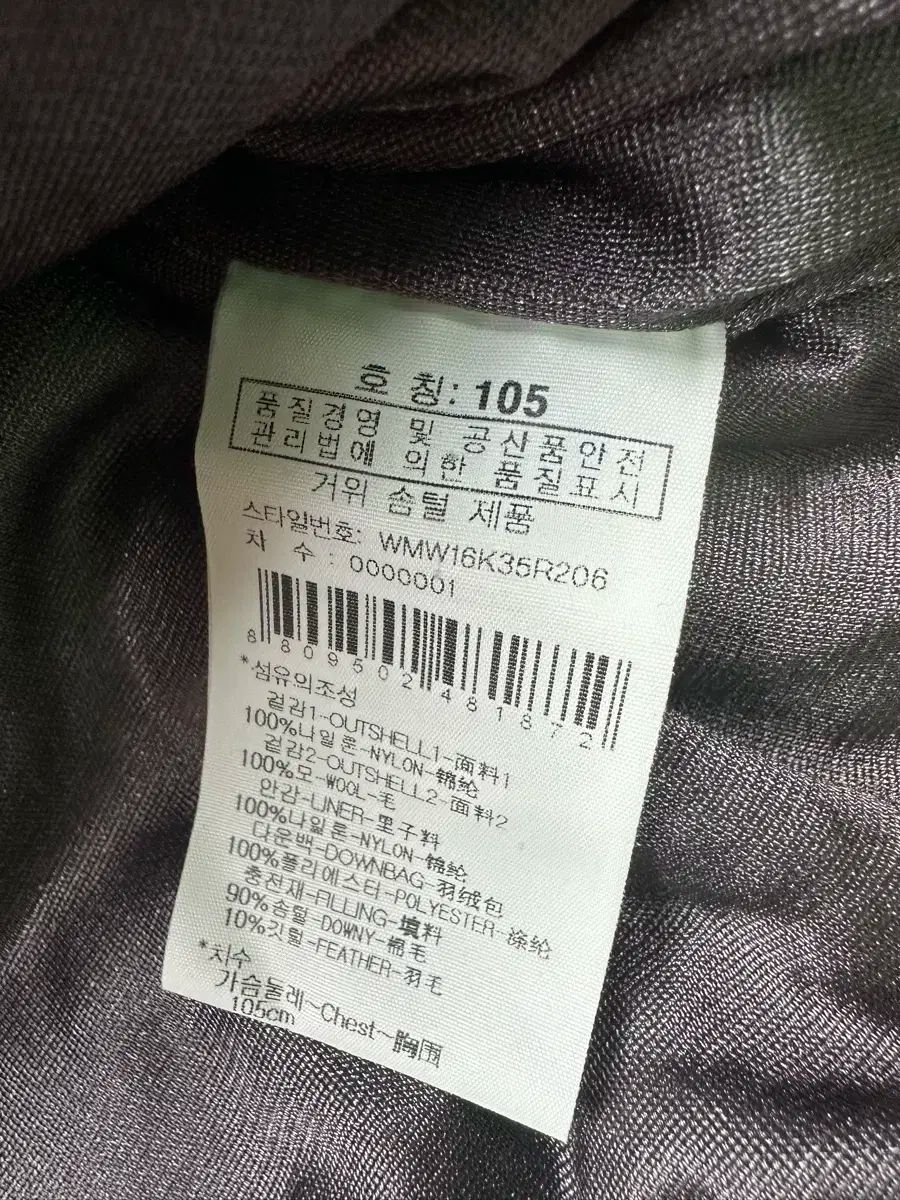 호 칭: 105
품질경영 및 공산품안전
관리법에 의한 품질표시
거위 솜털 제품
스타일번호: WMW16K35R206
차 수 : 0000001
8809502481872
*섬유의조성
겉감1-OUTSHELL1-面料1
100%나일론-NYLON-锦纶
겉감2-OUTSHELL2-面料2
100%모-WOOL-毛
안감-LINER-里子料
100%나일론-NYLON-锦纶
다운백-DOWNBAG-羽绒包
100%폴리에스터-POLYESTER-涤纶
충전재-FILLING-填料
90%솜털-DOWNY-棉毛
10%깃털-FEATHER-羽毛
*치수
가슴둘레~Chest~胸围
105cm